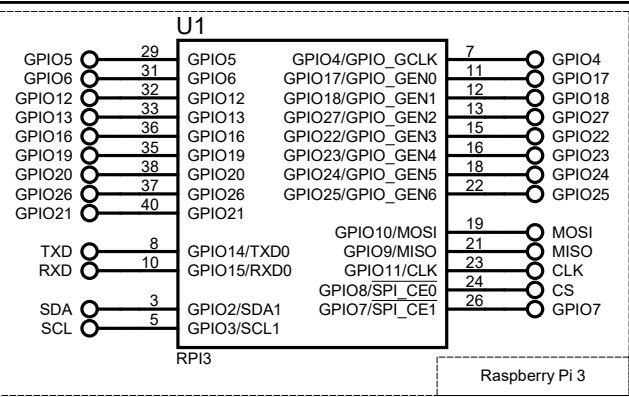 U1
GPIO5 29 GPIO5 GPIO4/GPIO_GCLK 7 GPIO4
GPIO6 31 GPIO6 GPIO17/GPIO_GEN0 11 GPIO17
GPIO12 32 GPIO12 GPIO18/GPIO_GEN1 12 GPIO18
GPIO13 33 GPIO13 GPIO27/GPIO_GEN2 13 GPIO27
GPIO16 36 GPIO16 GPIO22/GPIO_GEN3 15 GPIO22
GPIO19 35 GPIO19 GPIO23/GPIO_GEN4 16 GPIO23
GPIO20 38 GPIO20 GPIO24/GPIO_GEN5 18 GPIO24
GPIO26 37 GPIO26 GPIO25/GPIO_GEN6 22 GPIO25
GPIO21 40 GPIO21
GPIO10/MOSI 19 MOSI
TXD 8 GPIO14/TXD0 GPIO9/MISO 21 MISO
RXD 10 GPIO15/RXD0 GPIO11/CLK 23 CLK
GPIO8/SPI_CE0 24 CS
SDA 3 GPIO2/SDA1 GPIO7/SPI_CE1 26 GPIO7
SCL 5 GPIO3/SCL1
RPI3
Raspberry Pi 3